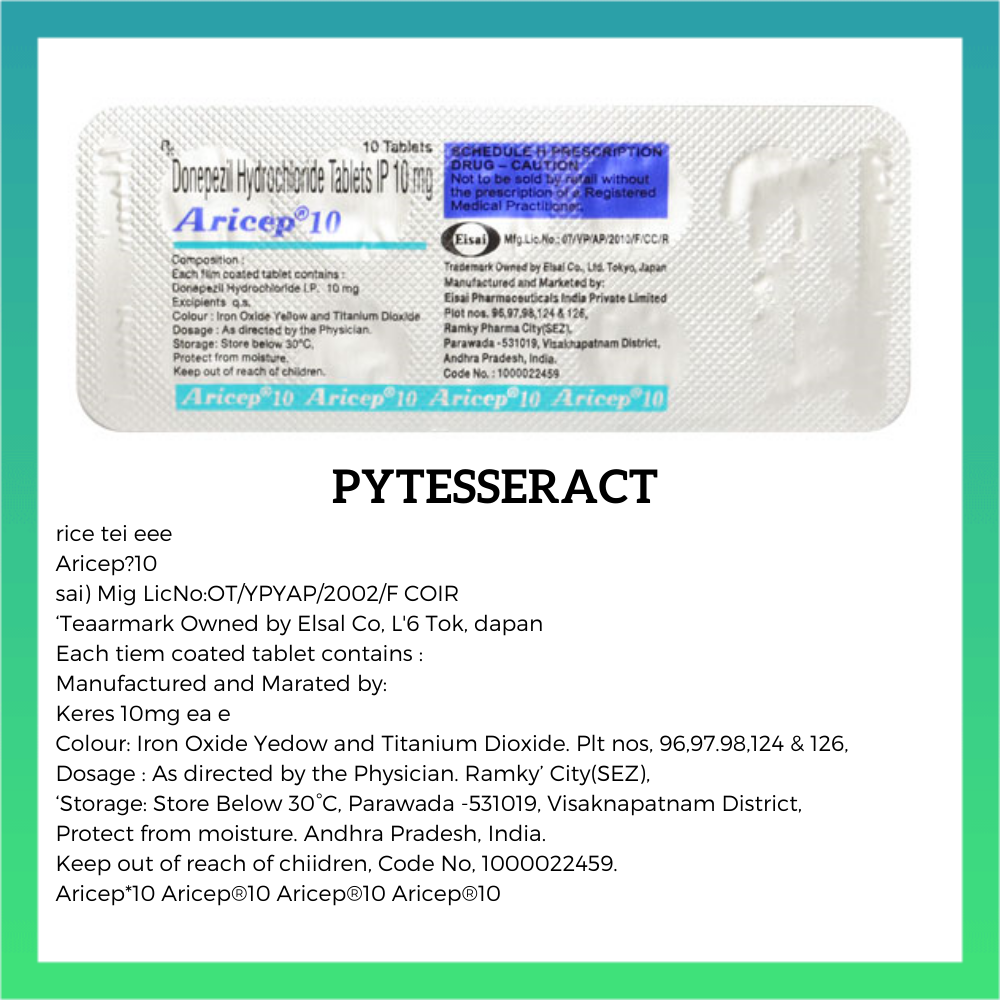 Rx
10 Tablets
Donepezil Hydrochloride Tablets IP 10 mg
Aricep®10
Composition :
Each film coated tablet contains :
Donepezil Hydrochloride I.P. 10 mg
Excipients q.s.
Colour : Iron Oxide Yellow and Titanium Dioxide
Dosage : As directed by the Physician.
Storage: Store below 30°C,
Protect from moisture.
Keep out of reach of children.
SCHEDULE H PRESCRIPTION
DRUG – CAUTION
Not to be sold by retail without
the prescription of a Registered
Medical Practitioner.
Eisai
Mfg.Lic.No.: 07/VP/AP/2010/F/CC/R
Trademark Owned by Eisai Co., Ltd. Tokyo, Japan
Manufactured and Marketed by:
Eisai Pharmaceuticals India Private Limited
Plot nos. 96,97,98,124 & 126,
Ramky Pharma City(SEZ),
Parawada -531019, Visakhapatnam District,
Andhra Pradesh, India.
Code No. : 1000022459
Aricep®10 Aricep®10 Aricep®10 Aricep®10
PYTESSERACT
rice tei eee
Aricep?10
sai) Mig LicNo:OT/YPYAP/2002/F COIR
‘Teaarmark Owned by Elsal Co, L'6 Tok, dapan
Each tiem coated tablet contains :
Manufactured and Marated by:
Keres 10mg ea e
Colour: Iron Oxide Yedow and Titanium Dioxide. Plt nos, 96,97.98,124 & 126,
Dosage : As directed by the Physician. Ramky’ City(SEZ),
‘Storage: Store Below 30°C, Parawada -531019, Visaknapatnam District,
Protect from moisture. Andhra Pradesh, India.
Keep out of reach of chiidren, Code No, 1000022459.
Aricep*10 Aricep®10 Aricep®10 Aricep®10